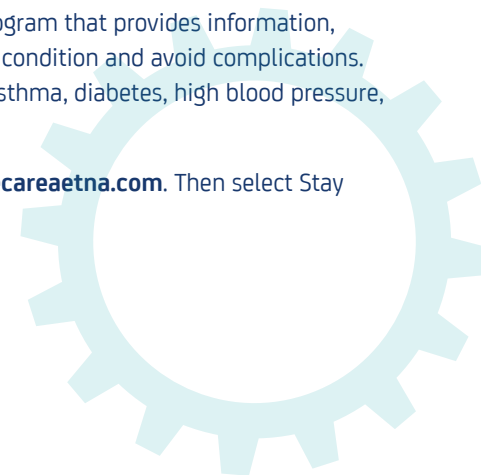 ogram that provides information,
condition and avoid complications.
sthma, diabetes, high blood pressure,
careaetna.com. Then select Stay